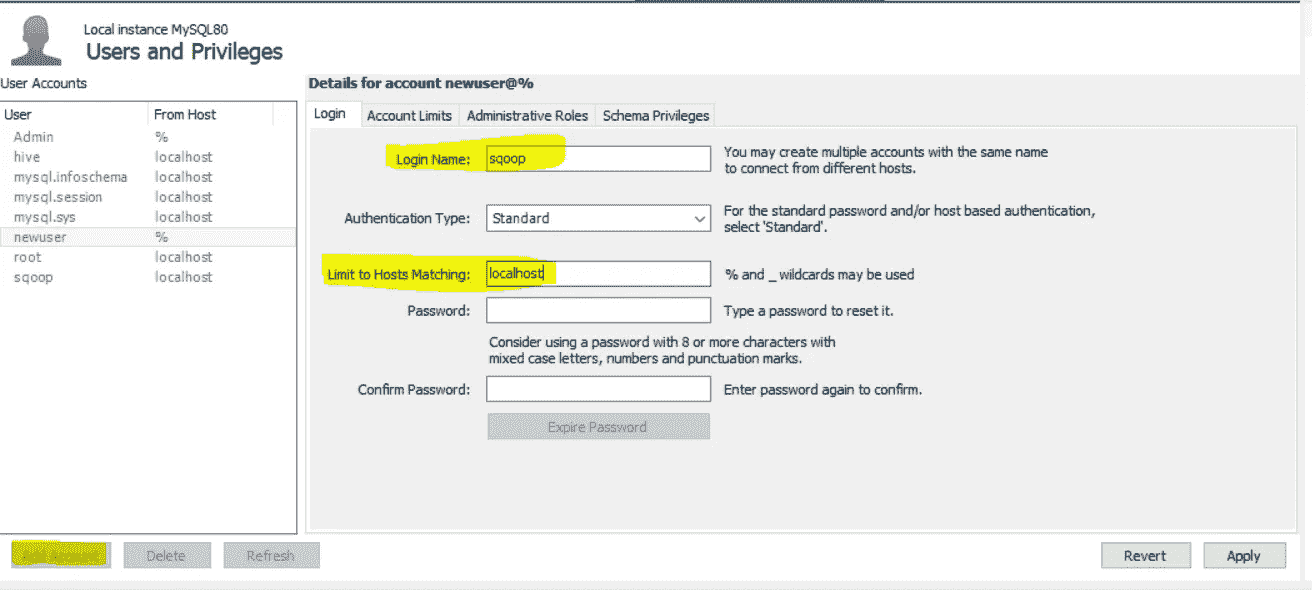 Local instance MySQL80
Users and Privileges
User Accounts
User From Host
Admin %
hive localhost
mysql.infoschema localhost
mysql.session localhost
mysql.sys localhost
newuser %
root localhost
sqoop localhost
Details for account newuser@%
Login Account Limits Administrative Roles Schema Privileges
Login Name: sqoop You may create multiple accounts with the same name
to connect from different hosts.
Authentication Type: Standard For the standard password and/or host based authentication,
select 'Standard'.
Limit to Hosts Matching: localhost % and _ wildcards may be used
Password: Type a password to reset it.
Consider using a password with 8 or more characters with
mixed case letters, numbers and punctuation marks.
Confirm Password: Enter password again to confirm.
Expire Password
Add Account Delete Refresh Revert Apply